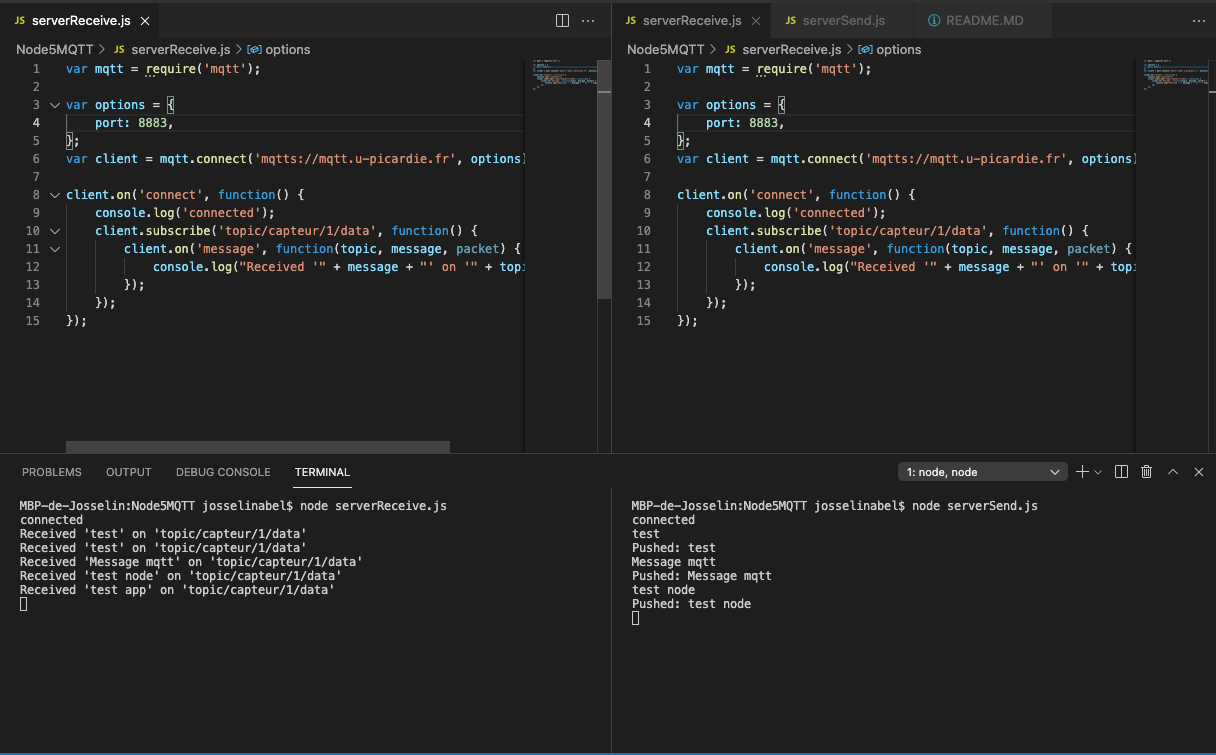 JS serverReceive.js
Node5MQTT > JS serverReceive.js > options
1 var mqtt = require('mqtt');
2
3 var options = {
4 port: 8883,
5 };
6 var client = mqtt.connect('mqtts://mqtt.u-picardie.fr', options)
7
8 client.on('connect', function() {
9 console.log('connected');
10 client.subscribe('topic/capteur/1/data', function() {
11 client.on('message', function(topic, message, packet) {
12 console.log("Received '" + message + "' on '" + topi
13 });
14 });
15 });
JS serverReceive.js JS serverSend.js README.MD
Node5MQTT > JS serverReceive.js > options
1 var mqtt = require('mqtt');
2
3 var options = {
4 port: 8883,
5 };
6 var client = mqtt.connect('mqtts://mqtt.u-picardie.fr', options)
7
8 client.on('connect', function() {
9 console.log('connected');
10 client.subscribe('topic/capteur/1/data', function() {
11 client.on('message', function(topic, message, packet) {
12 console.log("Received '" + message + "' on '" + topi
13 });
14 });
15 });
PROBLEMS OUTPUT DEBUG CONSOLE TERMINAL 1: node, node
MBP-de-Josselin:Node5MQTT josselinabel$ node serverReceive.js
connected
Received 'test' on 'topic/capteur/1/data'
Received 'test' on 'topic/capteur/1/data'
Received 'Message mqtt' on 'topic/capteur/1/data'
Received 'test node' on 'topic/capteur/1/data'
Received 'test app' on 'topic/capteur/1/data'
MBP-de-Josselin:Node5MQTT josselinabel$ node serverSend.js
connected
test
Pushed: test
Message mqtt
Pushed: Message mqtt
test node
Pushed: test node